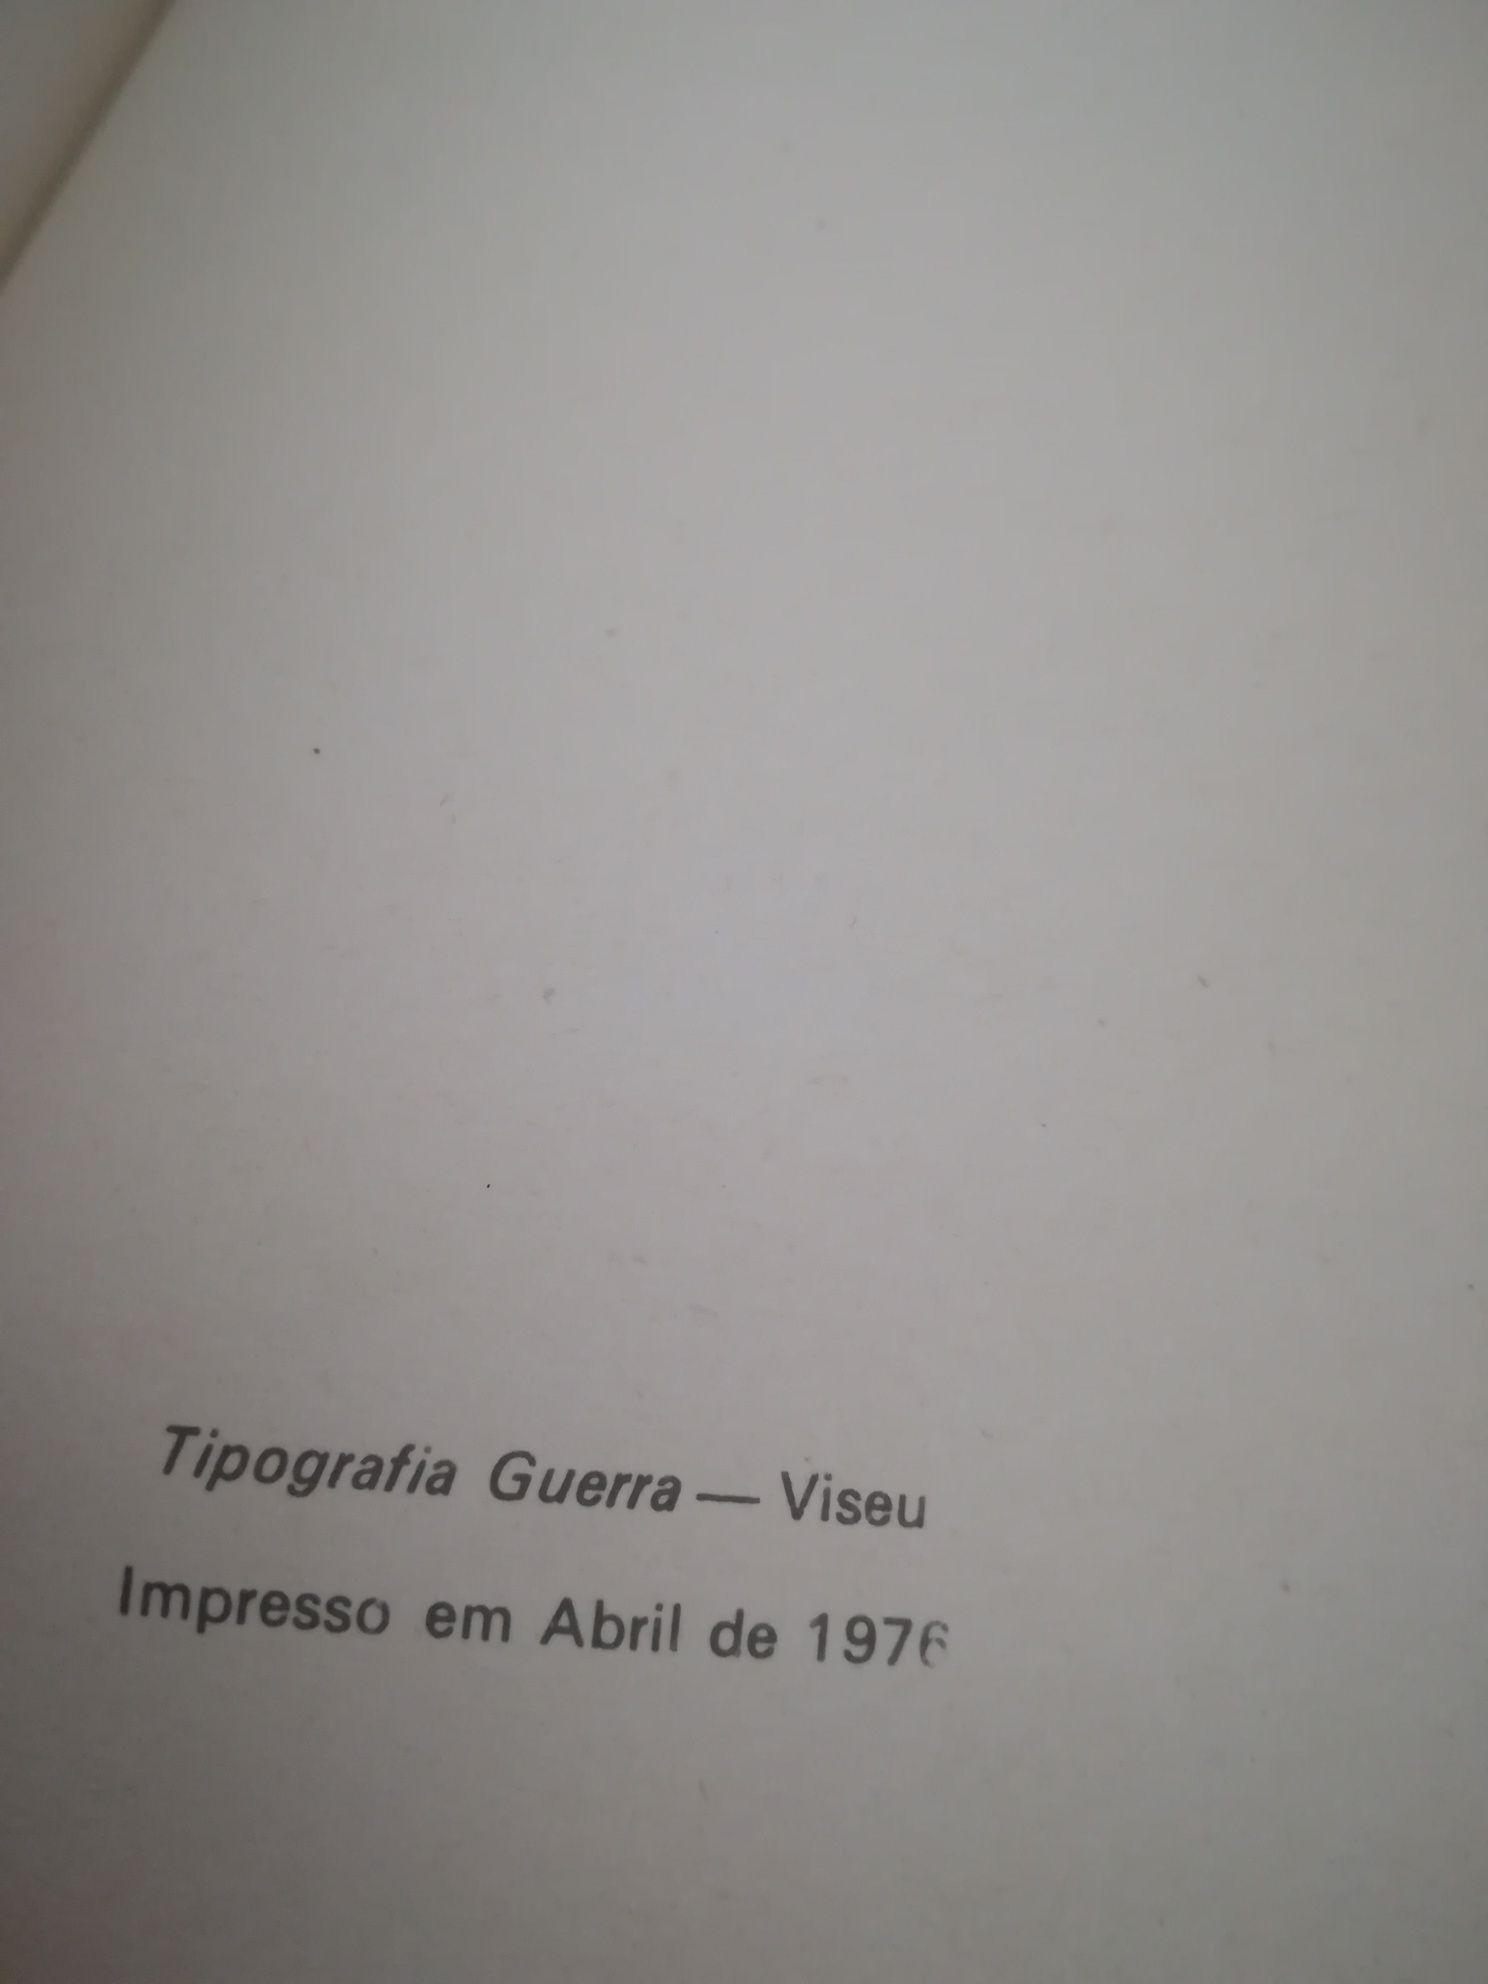 Tipografia Guerra — Viseu
Impresso em Abril de 1976